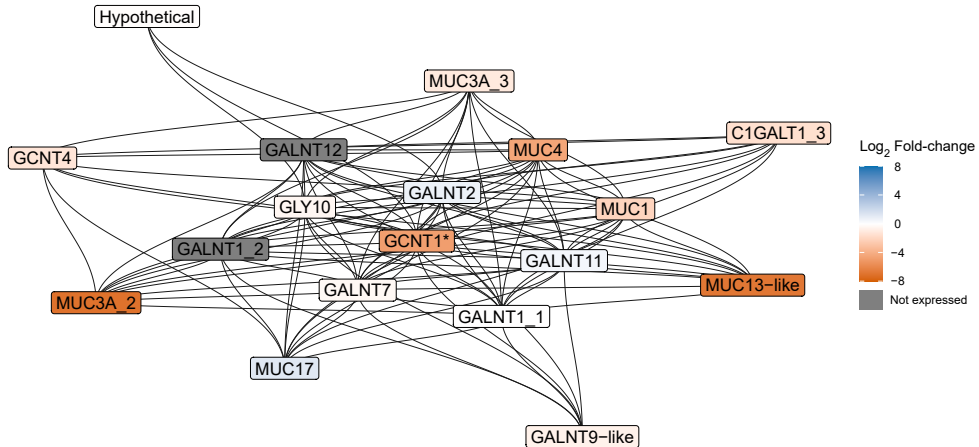 Hypothetical
MUC3A_3
C1GALT1_3
GCNT4
GALNT12
MUC4
Log2 Fold-change
8
4
0
−4
−8
Not expressed
GALNT2
GLY10
MUC1
GALNT1_2
GCNT1*
GALNT11
MUC3A_2
GALNT7
MUC13−like
GALNT1_1
MUC17
GALNT9−like